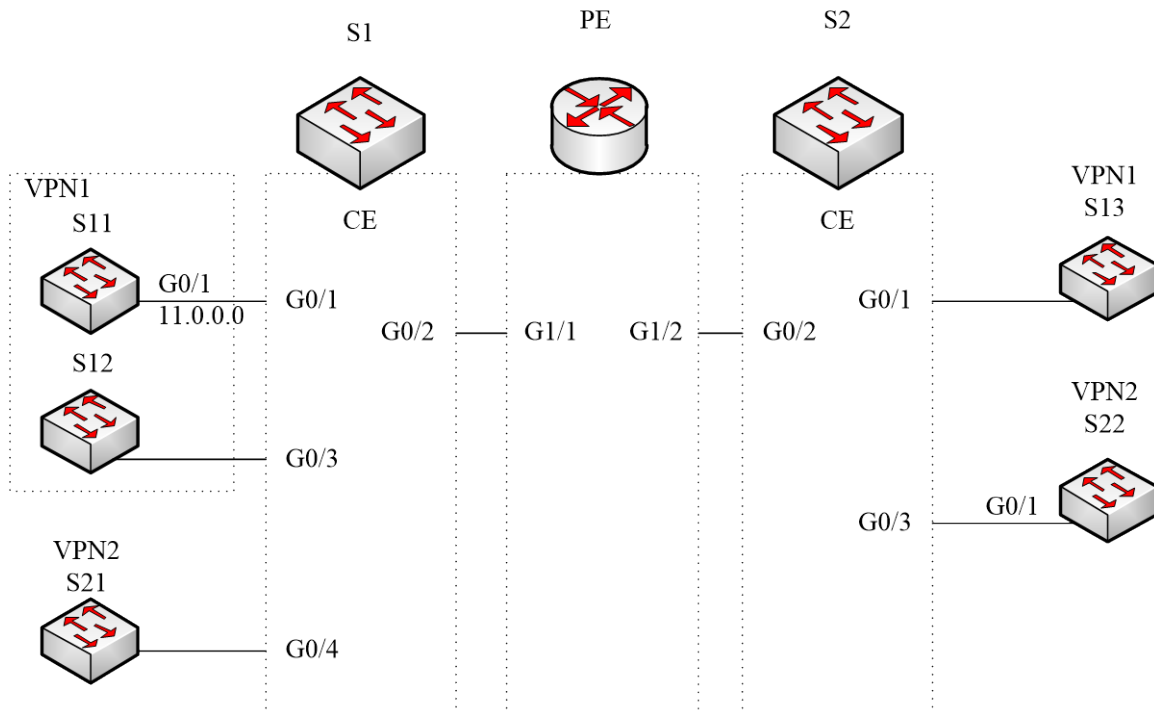 S1
PE
S2
VPN1
S11
G0/1
11.0.0.0
S12
VPN2
S21
CE
G0/1
G0/2
G0/3
G0/4
G1/1
G1/2
CE
G0/1
G0/2
G0/3
VPN1
S13
VPN2
S22
G0/1